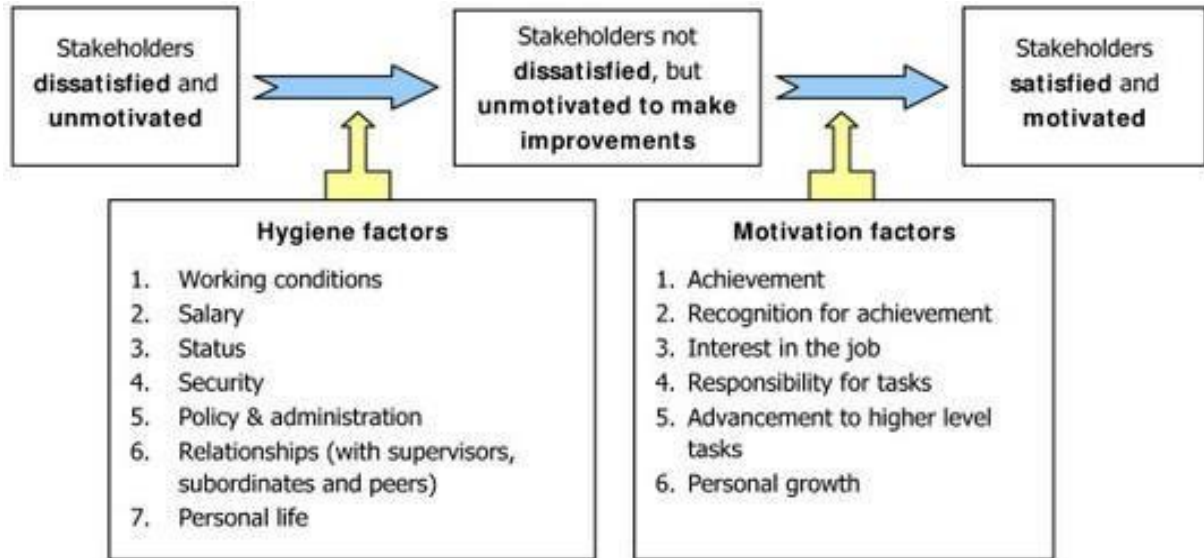 Stakeholders
dissatisfied and
unmotivated
Stakeholders not
dissatisfied, but
unmotivated to make
improvements
Stakeholders
satisfied and
motivated
Hygiene factors
1. Working conditions
2. Salary
3. Status
4. Security
5. Policy & administration
6. Relationships (with supervisors,
subordinates and peers)
7. Personal life
Motivation factors
1. Achievement
2. Recognition for achievement
3. Interest in the job
4. Responsibility for tasks
5. Advancement to higher level
tasks
6. Personal growth